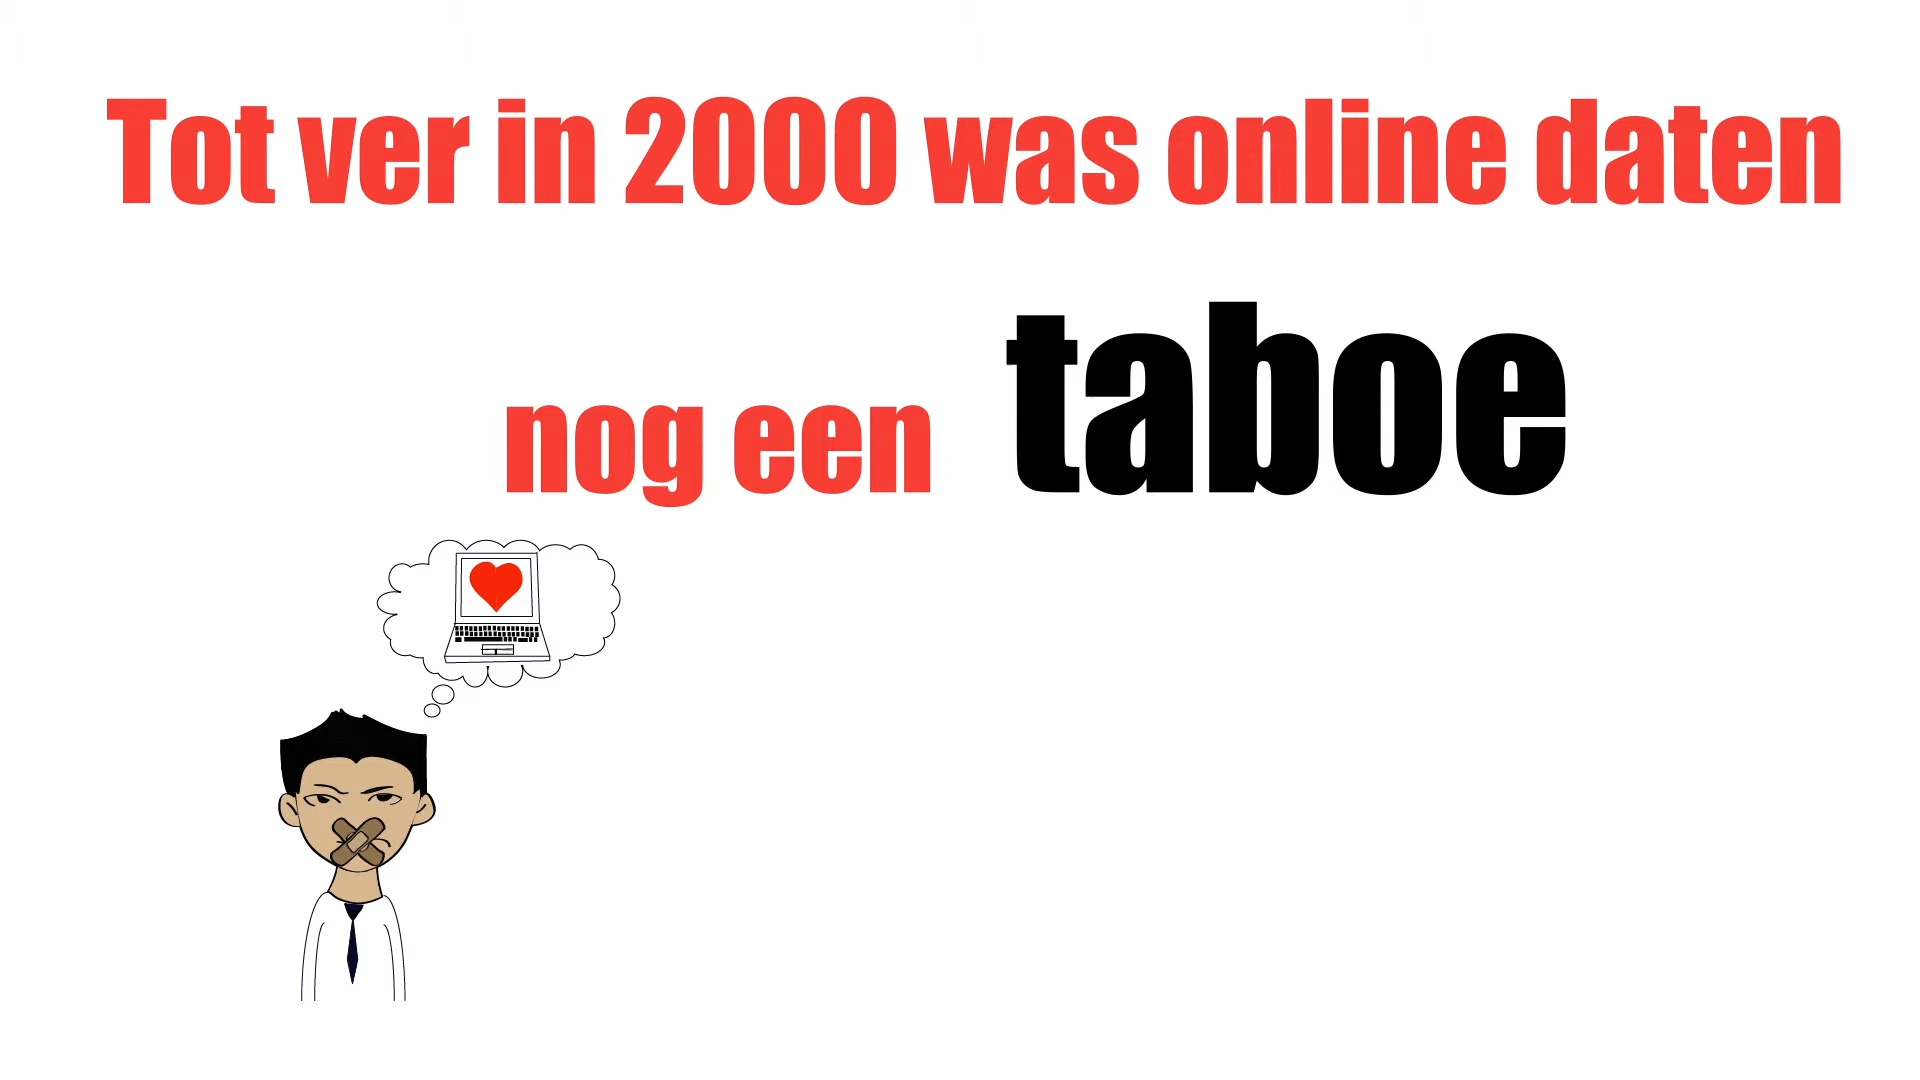 Tot ver in 2000 was online daten
nog een taboe